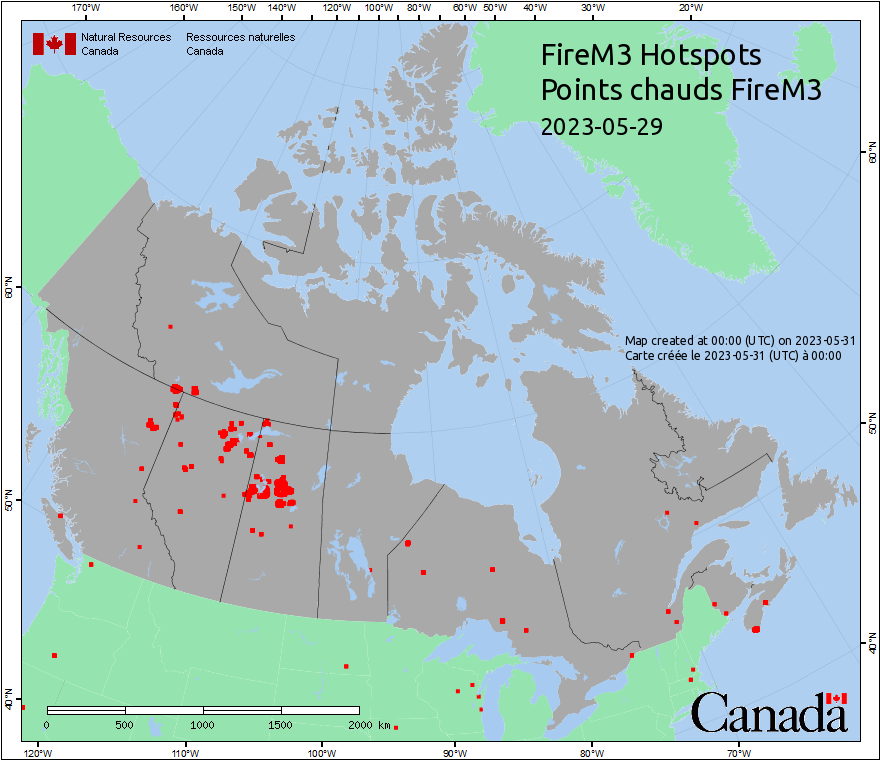 170°W 160°W 150°W 140°W 130°W 120°W 110°W 100°W 90°W 80°W 60°W 50°W 40°W 30°W 20°W
Natural Resources Ressources naturelles
Canada Canada
FireM3 Hotspots
Points chauds FireM3
2023-05-29
60°N
60°N
Map created at 00:00 (UTC) on 2023-05-31
Carte créée le 2023-05-31 (UTC) à 00:00
50°N
50°N
40°N
40°N
Canada
0 500 1000 1500 2000 km
120°W 110°W 100°W 90°W 80°W 70°W